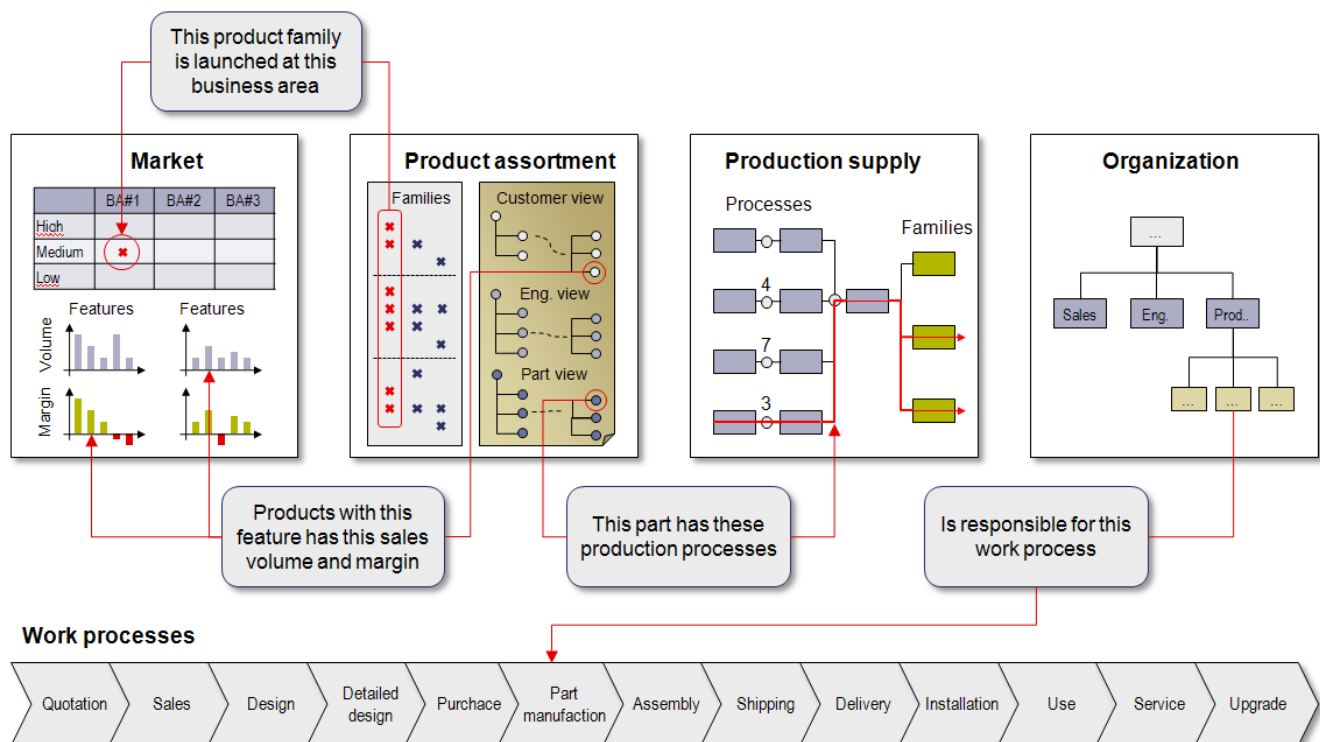 This product family
is launched at this
business area
Market
BA#1 BA#2 BA#3
High
Medium
Low
Features Features
Volume
Margin
Product assortment
Families
Customer view
Eng. view
Part view
Production supply
Processes
Families
4
7
3
Organization
...
Sales Eng. Prod..
... ... ...
Products with this
feature has this sales
volume and margin
This part has these
production processes
Is responsible for this
work process
Work processes
Quotation
Sales
Design
Detailed
design
Purchace
Part
manufaction
Assembly
Shipping
Delivery
Installation
Use
Service
Upgrade